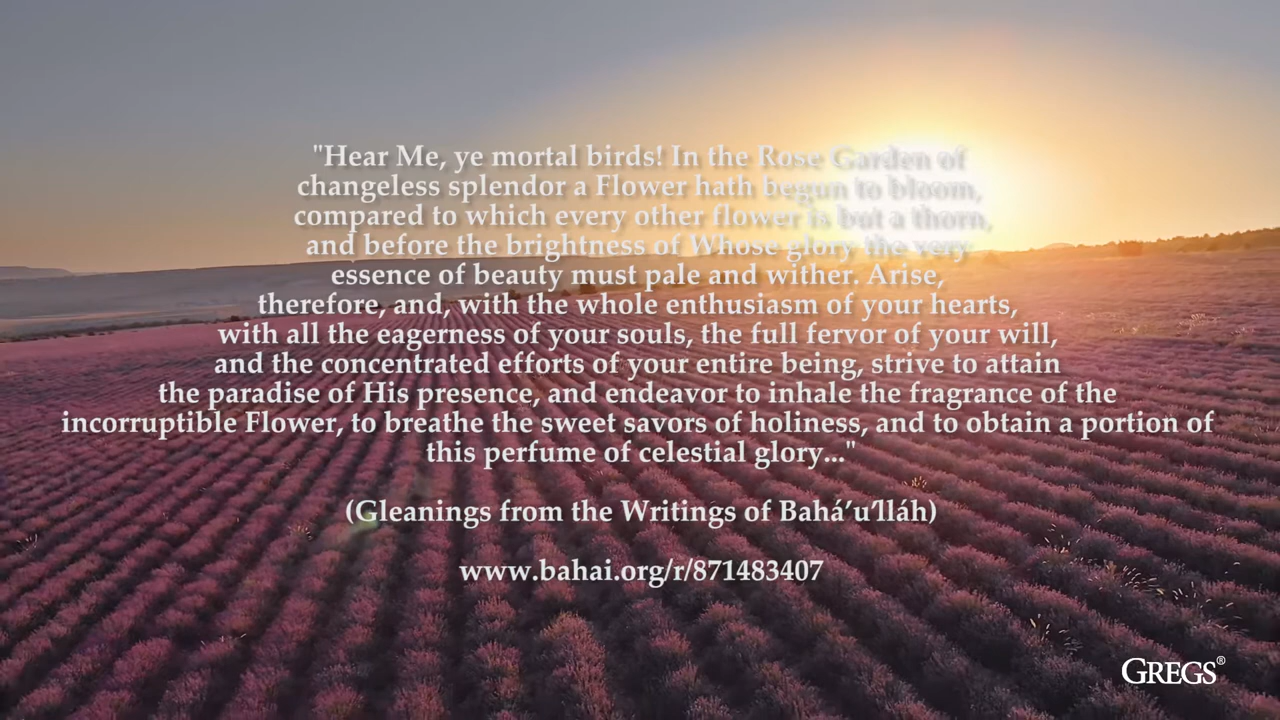 "Hear Me, ye mortal birds! In the Rose Garden of
changeless splendor a Flower hath begun to bloom,
compared to which every other flower is but a thorn,
and before the brightness of Whose glory the very
essence of beauty must pale and wither. Arise,
therefore, and, with the whole enthusiasm of your hearts,
with all the eagerness of your souls, the full fervor of your will,
and the concentrated efforts of your entire being, strive to attain
the paradise of His presence, and endeavor to inhale the fragrance of the
incorruptible Flower, to breathe the sweet savors of holiness, and to obtain a portion of
this perfume of celestial glory..."
(Gleanings from the Writings of Bahá’u’lláh)
www.bahai.org/r/871483407
GREGS®